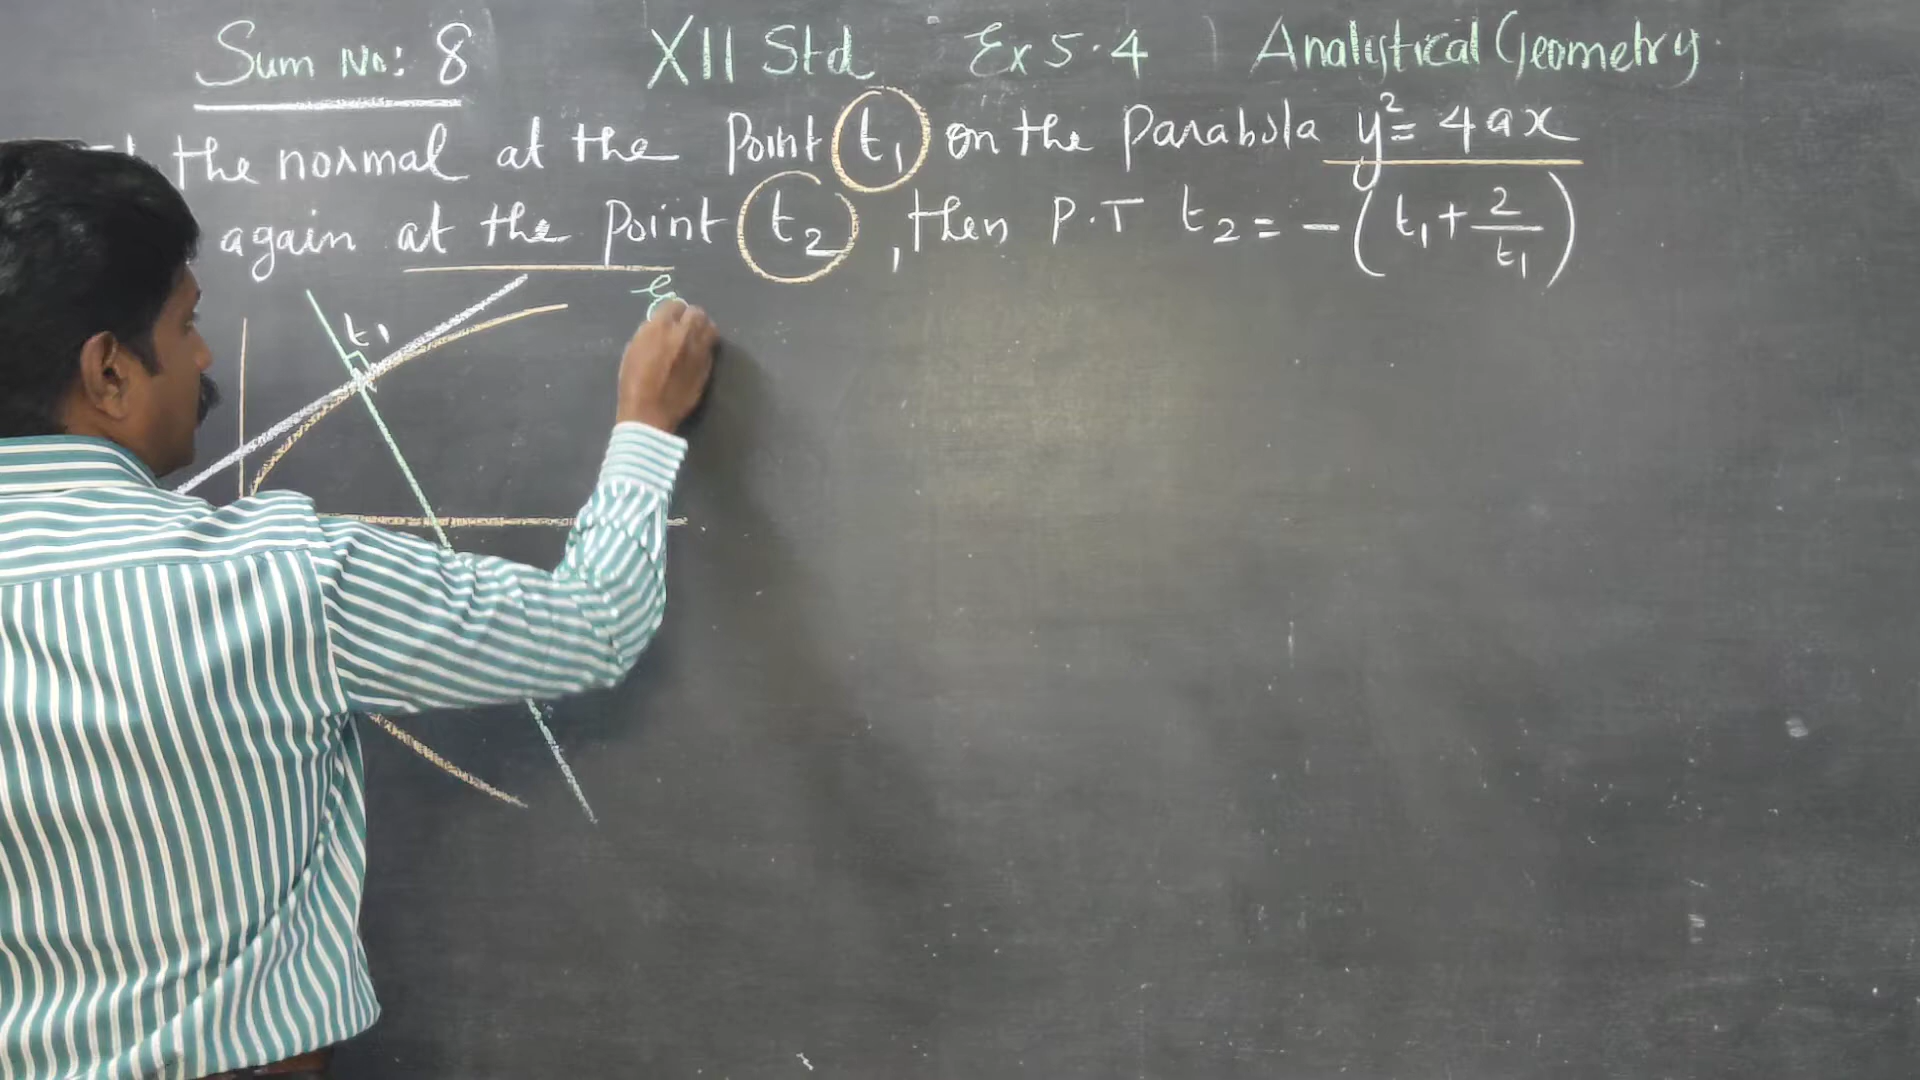 Sum No: 8 XII Std Ex 5.4 Analytical Geometry
the normal at the Point t₁ on the Parabola y² = 4ax
again at the point t₂, then P.T t₂ = -(t₁ + 2/t₁)
t₁